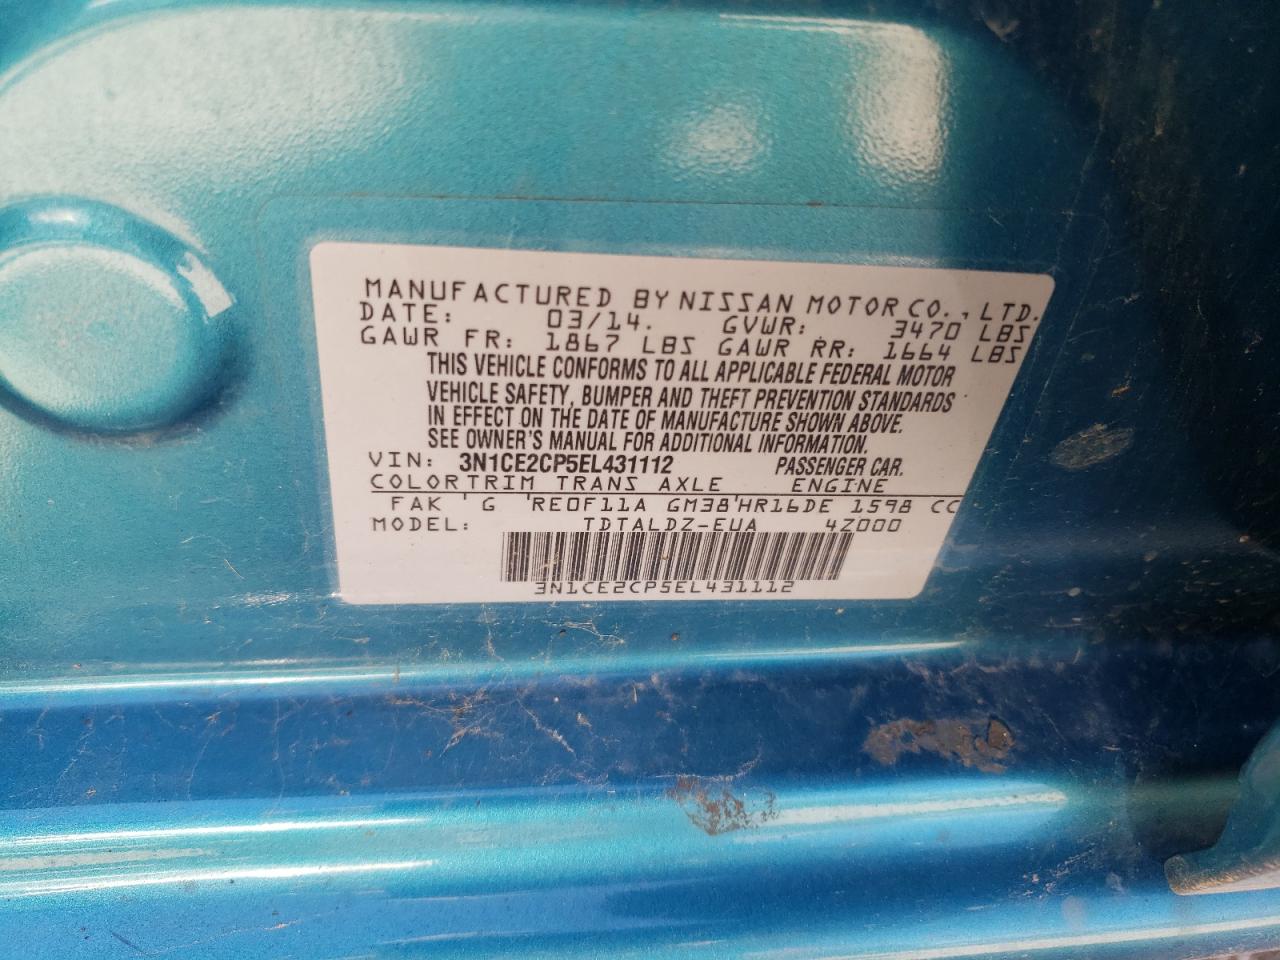 MANUFACTURED BY NISSAN MOTOR CO., LTD.
DATE: 03/14. GVWR: 3470 LBS
GAWR FR: 1867 LBS GAWR RR: 1664 LBS
THIS VEHICLE CONFORMS TO ALL APPLICABLE FEDERAL MOTOR
VEHICLE SAFETY, BUMPER AND THEFT PREVENTION STANDARDS
IN EFFECT ON THE DATE OF MANUFACTURE SHOWN ABOVE.
SEE OWNER'S MANUAL FOR ADDITIONAL INFORMATION.
VIN: 3N1CE2CP5EL431112 PASSENGER CAR.
COLOR TRIM TRANS AXLE ENGINE
FAK ' G ' RE0F11A GM38 ' HR16DE 1598 CC
MODEL: TDTALDZ-EUA 4Z000
3N1CE2CP5EL431112